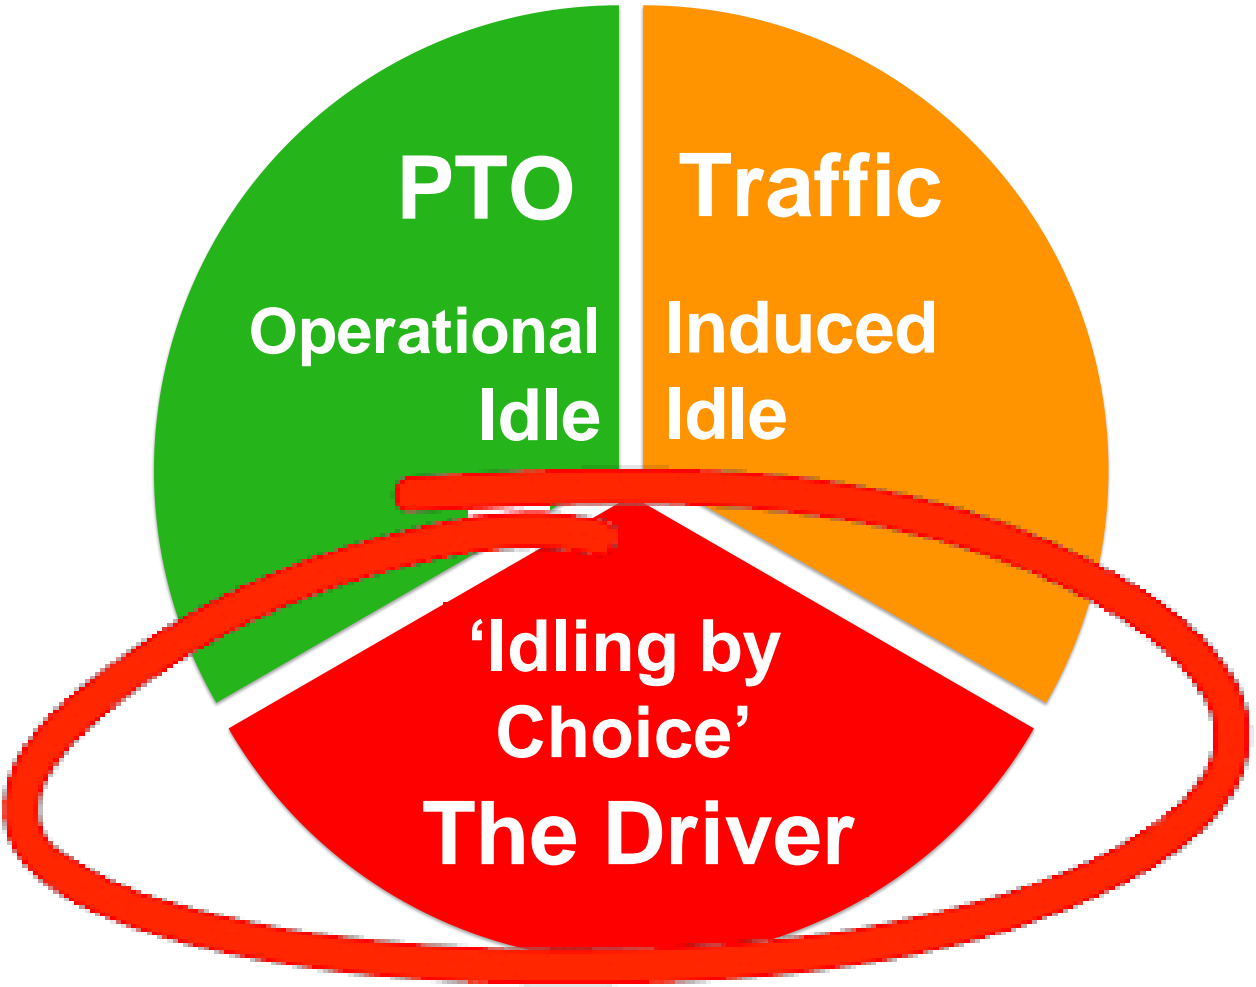 PTO
Operational
Idle
Traffic
Induced
Idle
‘Idling by
Choice’
The Driver